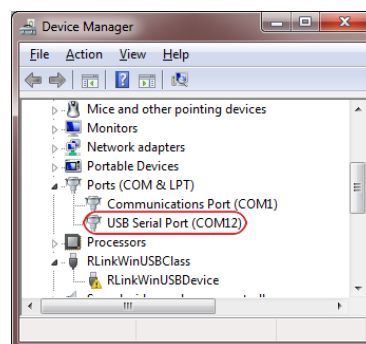 Device Manager
File Action View Help
Mice and other pointing devices
Monitors
Network adapters
Portable Devices
Ports (COM & LPT)
Communications Port (COM1)
USB Serial Port (COM12)
Processors
RLinkWinUSBClass
RLinkWinUSBDevice